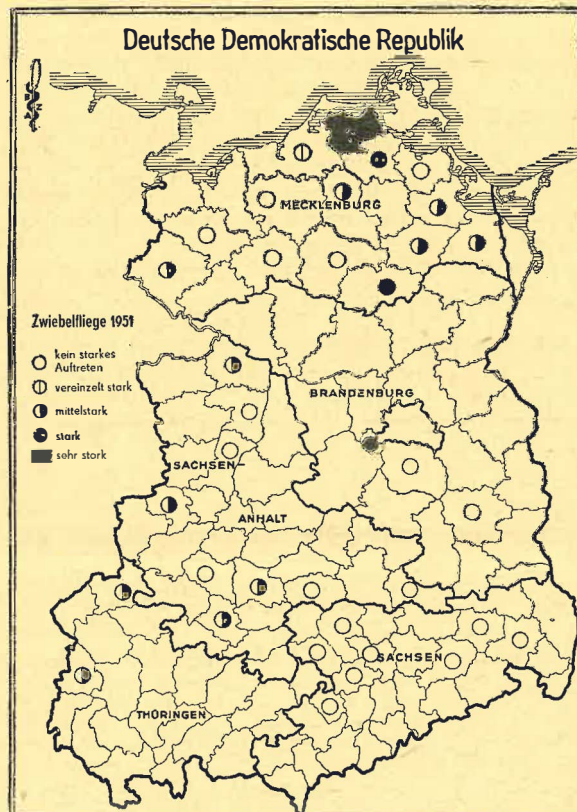 Deutsche Demokratische Republik
MECKLENBURG
Zwiebelfliege 1951
kein starkes
Auftreten
vereinzelt stark
mittelstark
stark
sehr stark
BRANDENBURG
SACHSEN-
ANHALT
SACHSEN
THÜRINGEN